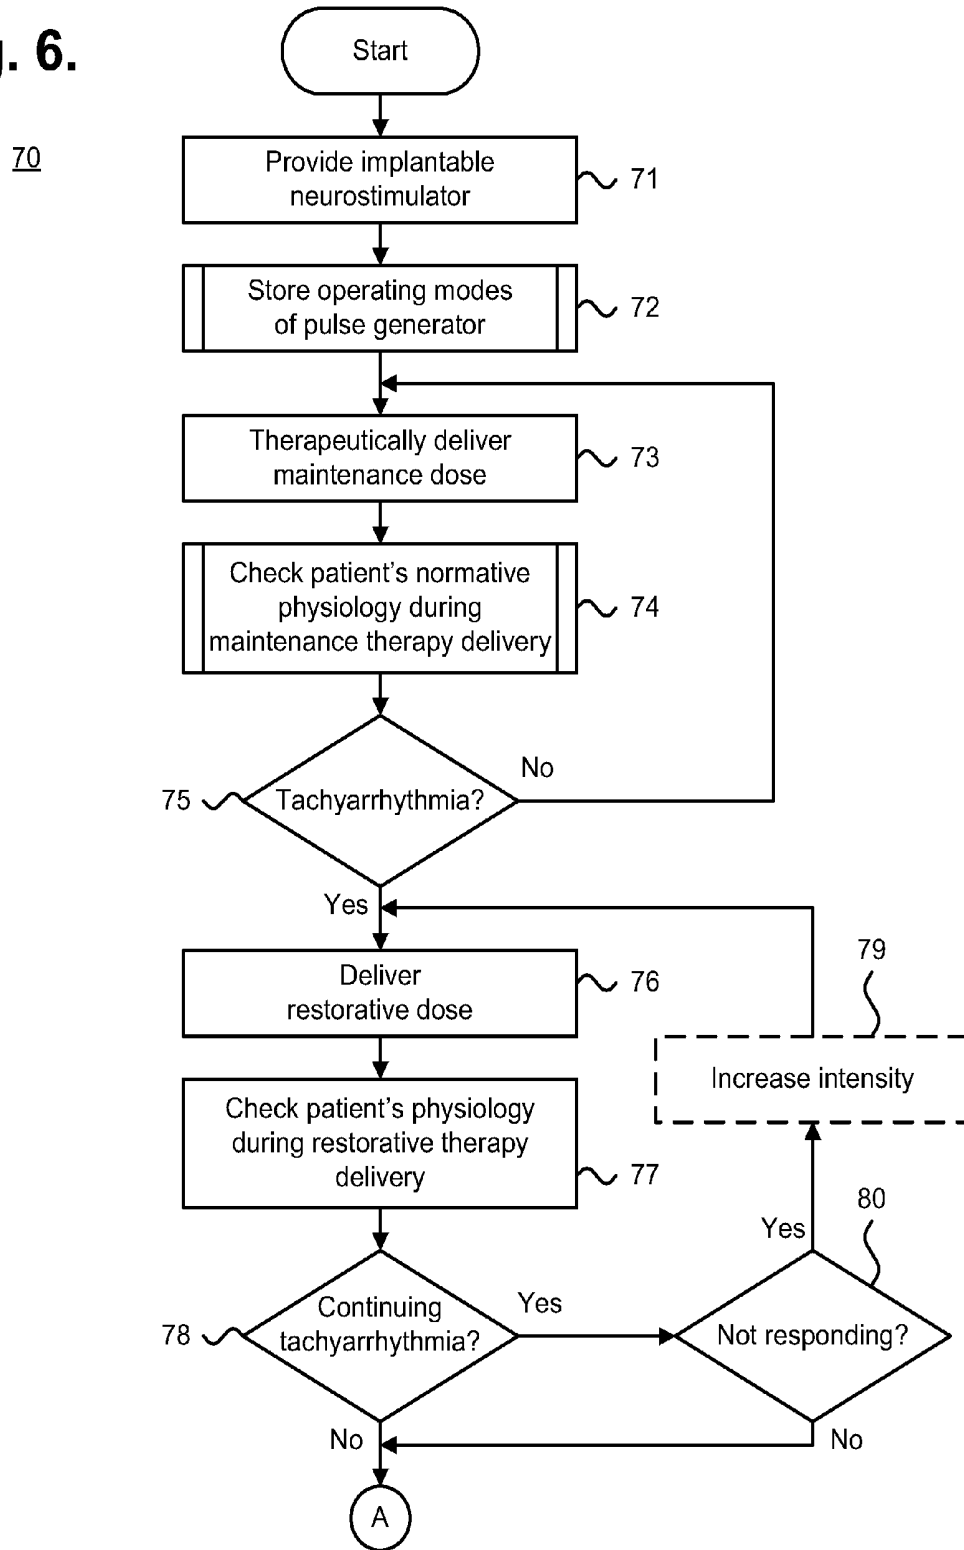 g. 6.
70
Start
Provide implantable
neurostimulator
71
Store operating modes
of pulse generator
72
Therapeutically deliver
maintenance dose
73
Check patient's normative
physiology during
maintenance therapy delivery
74
75
Tachyarrhythmia?
No
Yes
Deliver
restorative dose
76
79
Increase intensity
Check patient's physiology
during restorative therapy
delivery
77
80
Yes
78
Continuing
tachyarrhythmia?
Yes
Not responding?
No
No
A